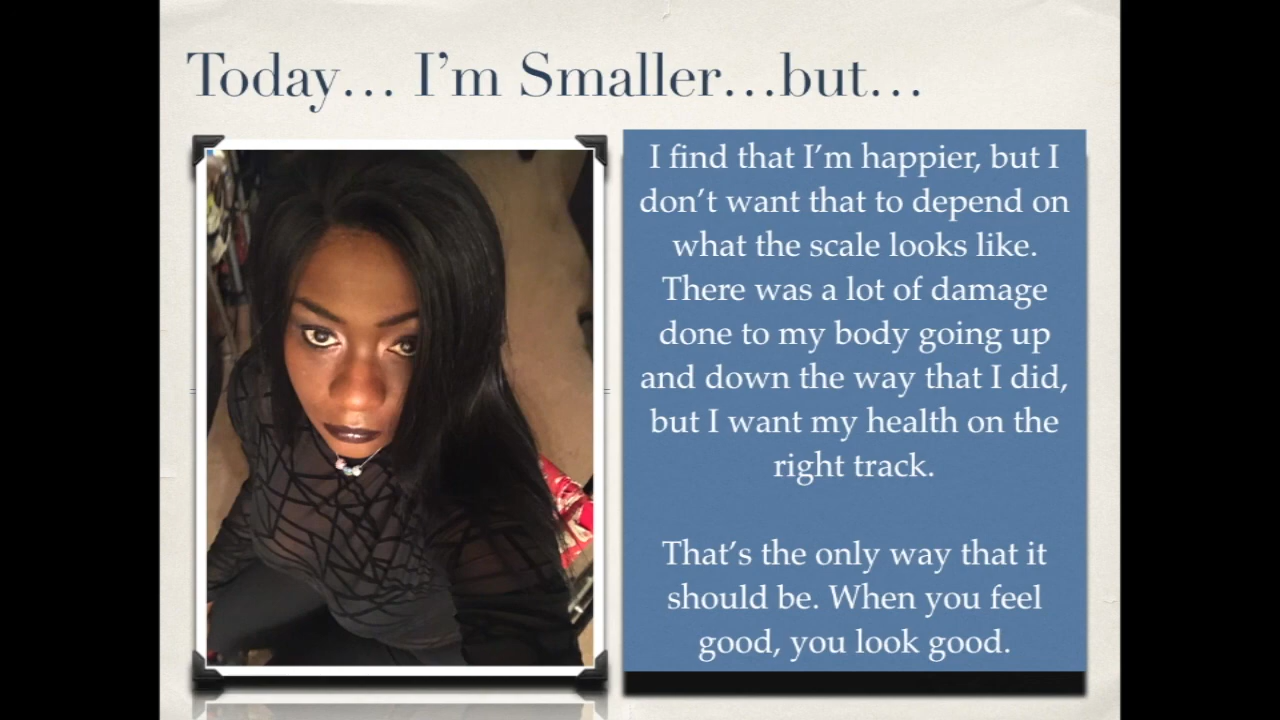 Today… I’m Smaller…but…
I find that I’m happier, but I
don’t want that to depend on
what the scale looks like.
There was a lot of damage
done to my body going up
and down the way that I did,
but I want my health on the
right track.
That’s the only way that it
should be. When you feel
good, you look good.